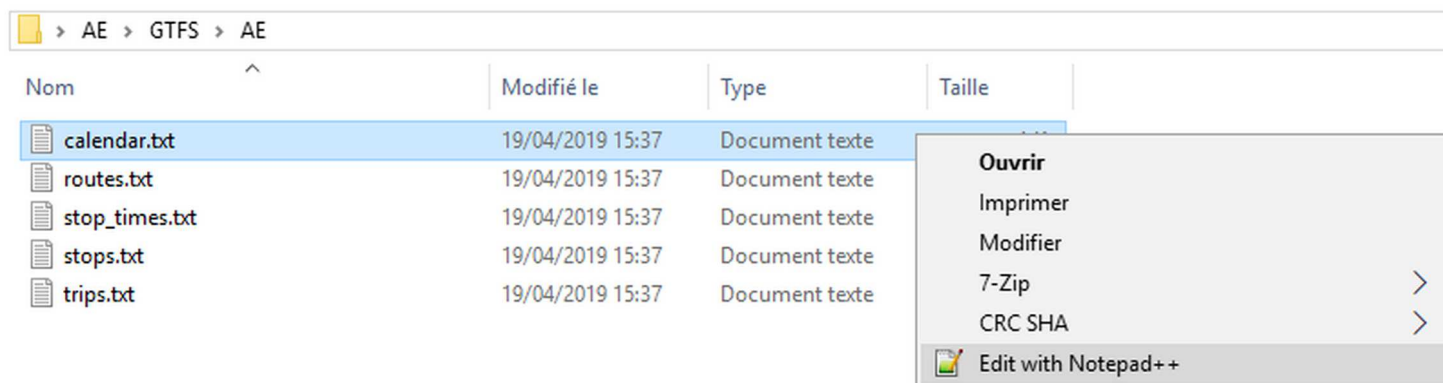 AE > GTFS > AE
Nom Modifié le Type Taille
calendar.txt 19/04/2019 15:37 Document texte
routes.txt 19/04/2019 15:37 Document texte
stop_times.txt 19/04/2019 15:37 Document texte
stops.txt 19/04/2019 15:37 Document texte
trips.txt 19/04/2019 15:37 Document texte
Ouvrir
Imprimer
Modifier
7-Zip
CRC SHA
Edit with Notepad++